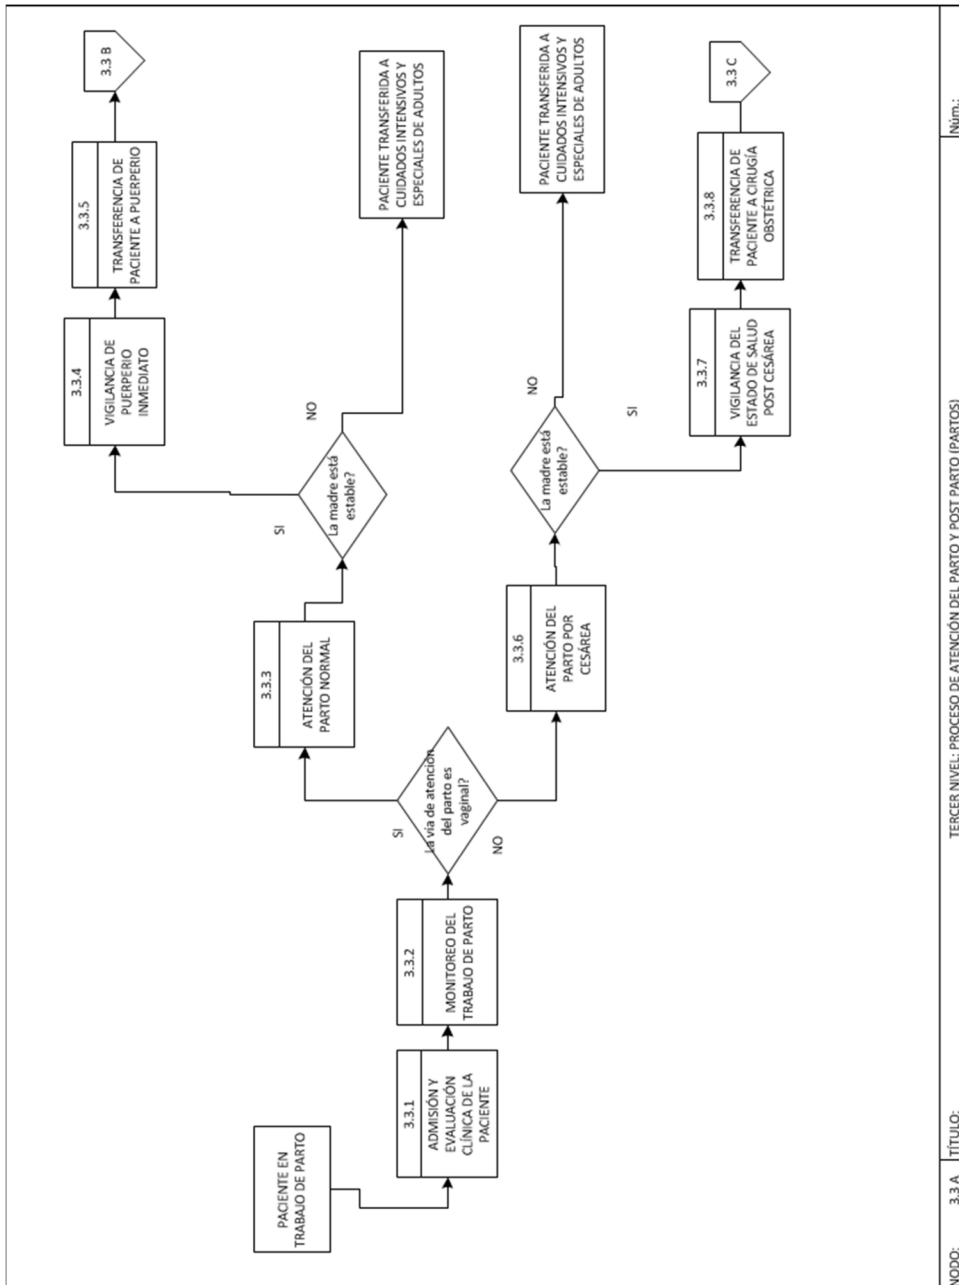 PACIENTE EN
TRABAJO DE PARTO
3.3.1
ADMISIÓN Y
EVALUACIÓN
CLÍNICA DE LA
PACIENTE
3.3.2
MONITOREO DEL
TRABAJO DE PARTO
La vía de atención
del parto es
vaginal?
SI
NO
3.3.3
ATENCIÓN DEL
PARTO NORMAL
La madre está
estable?
SI
NO
3.3.4
VIGILANCIA DE
PUERPERIO
INMEDIATO
3.3.5
TRANSFERENCIA DE
PACIENTE A PUERPERIO
3.3 B
PACIENTE TRANSFERIDA A
CUIDADOS INTENSIVOS Y
ESPECIALES DE ADULTOS
3.3.6
ATENCIÓN DEL
PARTO POR
CESÁREA
La madre está
estable?
NO
SI
PACIENTE TRANSFERIDA A
CUIDADOS INTENSIVOS Y
ESPECIALES DE ADULTOS
3.3.7
VIGILANCIA DEL
ESTADO DE SALUD
POST CESÁREA
3.3.8
TRANSFERENCIA DE
PACIENTE A CIRUGÍA
OBSTÉTRICA
3.3 C
NODO: 3.3 A
TÍTULO: TERCER NIVEL: PROCESO DE ATENCIÓN DEL PARTO Y POST PARTO (PARTOS)
Núm.: